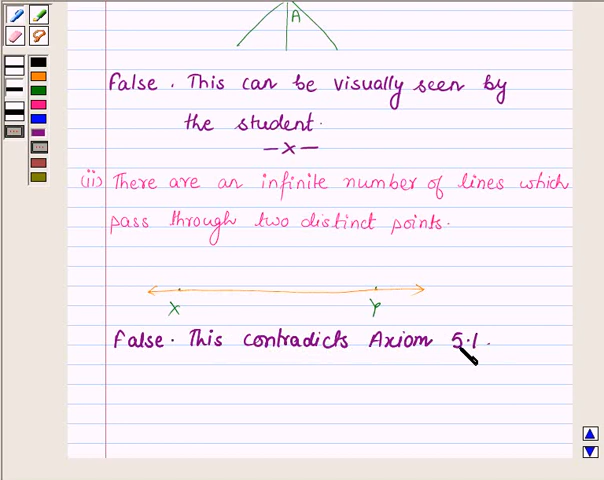 A
False. This can be visually seen by
the student.
-x-
(ii) There are an infinite number of lines which
pass through two distinct points.
X Y
False. This contradicts Axiom 5.1.